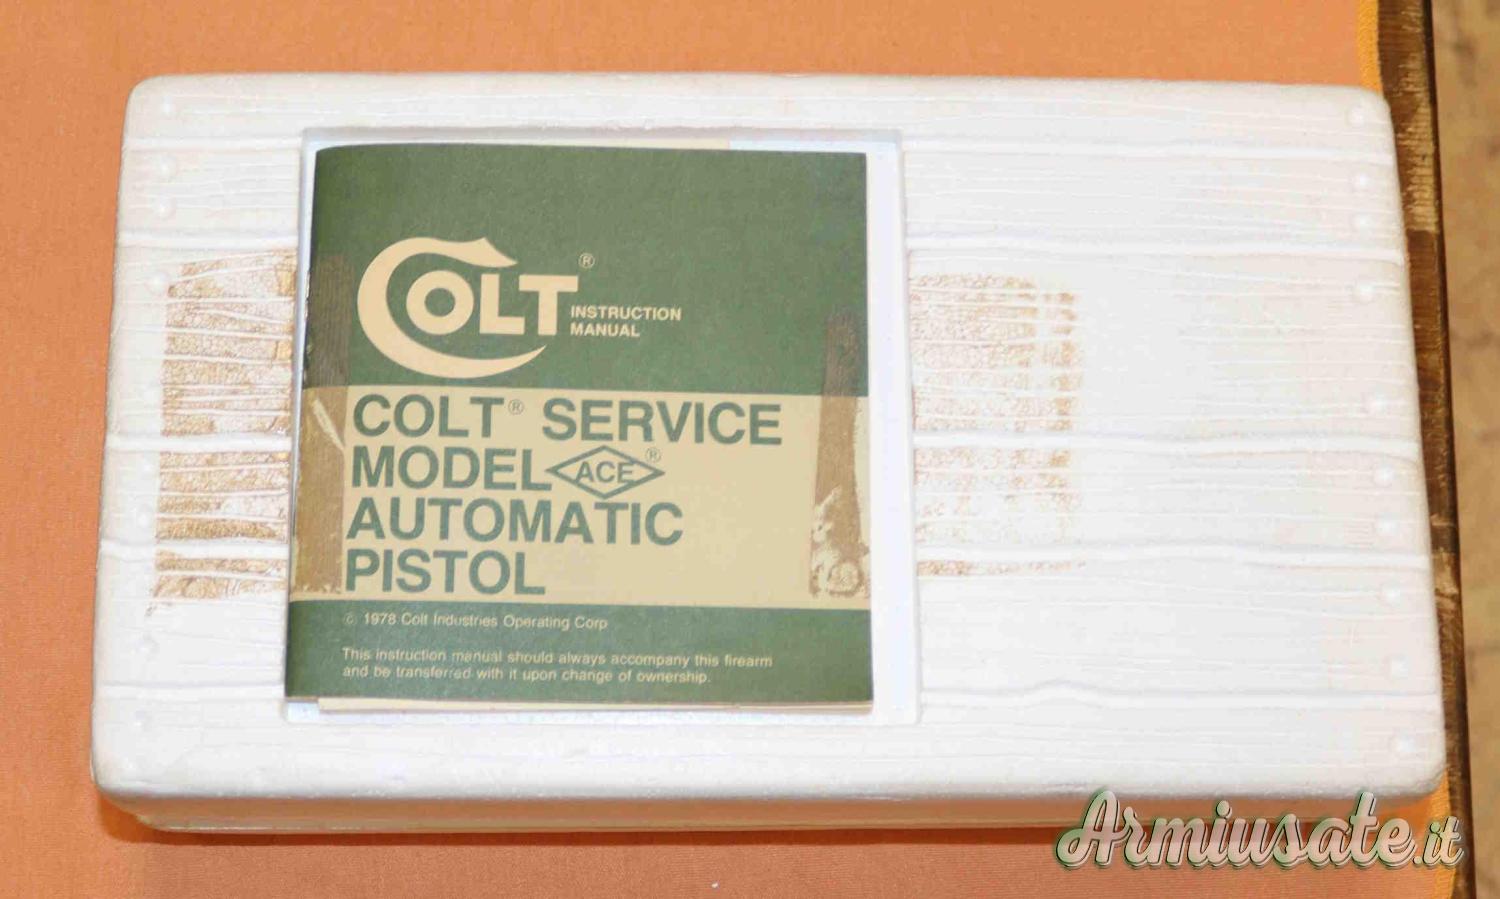 COLT®
INSTRUCTION
MANUAL
COLT® SERVICE
MODEL ACE®
AUTOMATIC
PISTOL
© 1978 Colt Industries Operating Corp
This instruction manual should always accompany this firearm
and be transferred with it upon change of ownership.
Armiusate.it